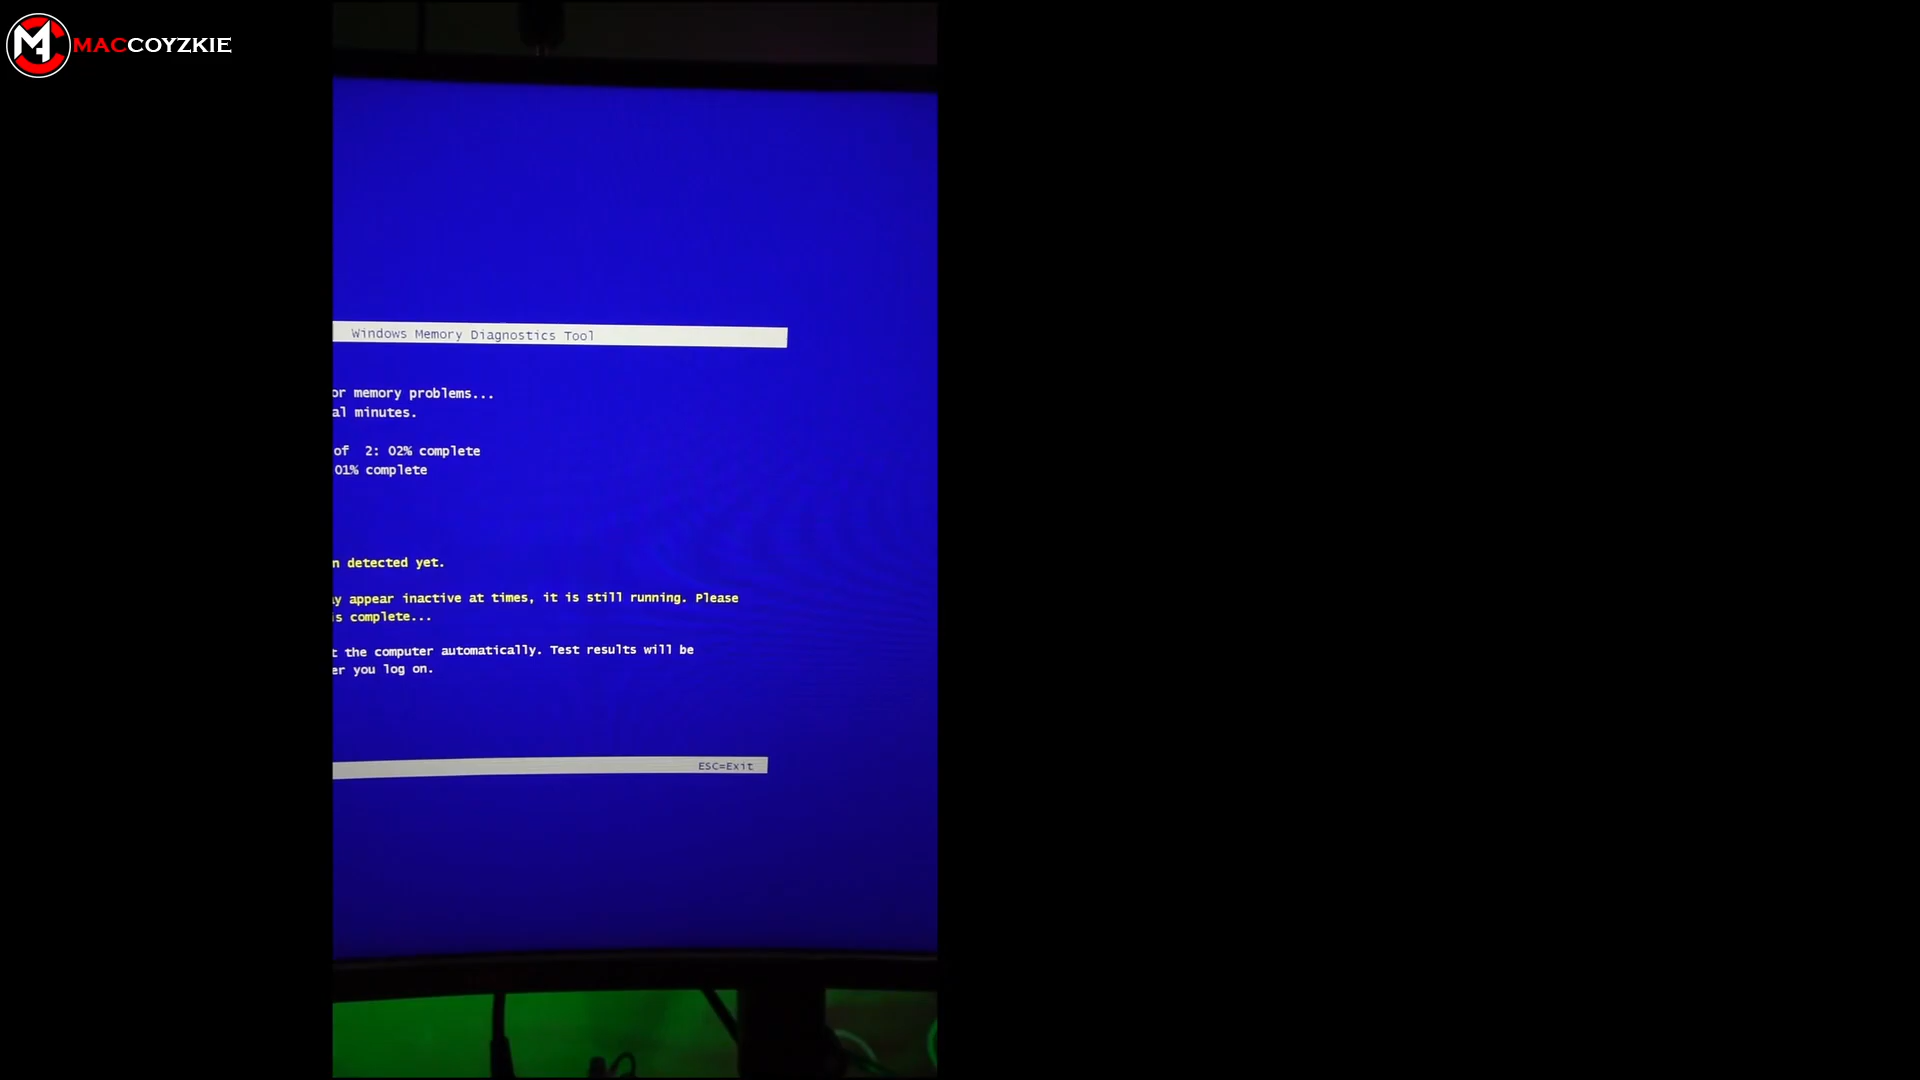 MACCOYZKIE
Windows Memory Diagnostics Tool
or memory problems...
al minutes.
of 2: 02% complete
01% complete
n detected yet.
ay appear inactive at times, it is still running. Please
is complete...
t the computer automatically. Test results will be
er you log on.
ESC=Exit